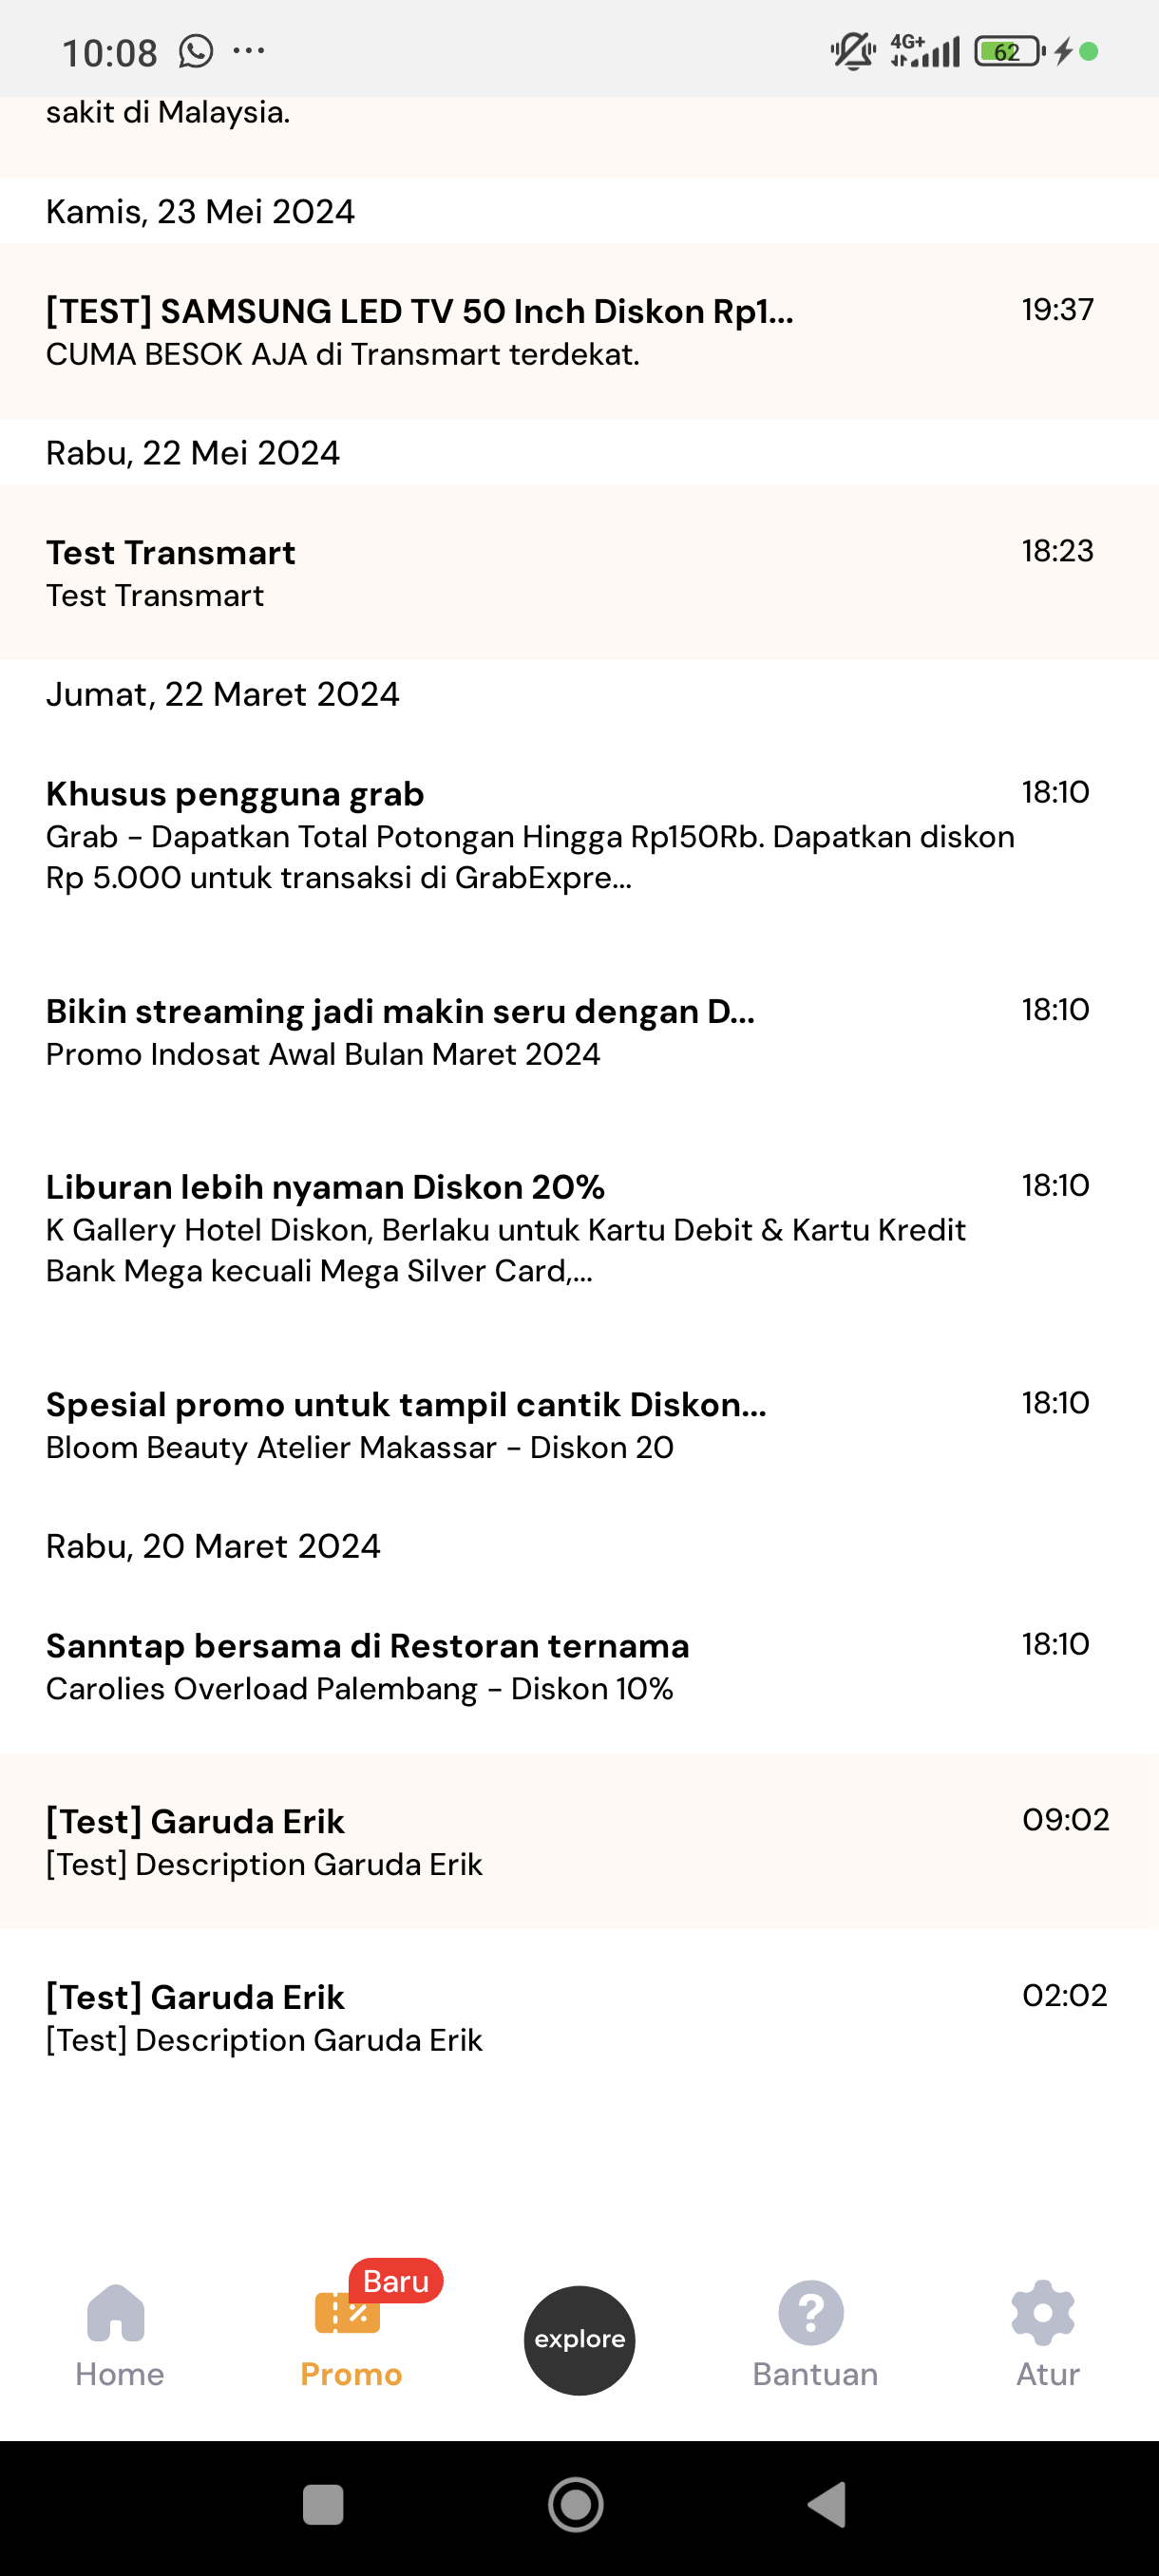 10:08
4G+
62
sakit di Malaysia.
Kamis, 23 Mei 2024
[TEST] SAMSUNG LED TV 50 Inch Diskon Rp1... 19:37
CUMA BESOK AJA di Transmart terdekat.
Rabu, 22 Mei 2024
Test Transmart 18:23
Test Transmart
Jumat, 22 Maret 2024
Khusus pengguna grab 18:10
Grab - Dapatkan Total Potongan Hingga Rp150Rb. Dapatkan diskon
Rp 5.000 untuk transaksi di GrabExpre...
Bikin streaming jadi makin seru dengan D... 18:10
Promo Indosat Awal Bulan Maret 2024
Liburan lebih nyaman Diskon 20% 18:10
K Gallery Hotel Diskon, Berlaku untuk Kartu Debit & Kartu Kredit
Bank Mega kecuali Mega Silver Card,...
Spesial promo untuk tampil cantik Diskon... 18:10
Bloom Beauty Atelier Makassar - Diskon 20
Rabu, 20 Maret 2024
Sanntap bersama di Restoran ternama 18:10
Carolies Overload Palembang - Diskon 10%
[Test] Garuda Erik 09:02
[Test] Description Garuda Erik
[Test] Garuda Erik 02:02
[Test] Description Garuda Erik
Baru
explore
Home
Promo
Bantuan
Atur